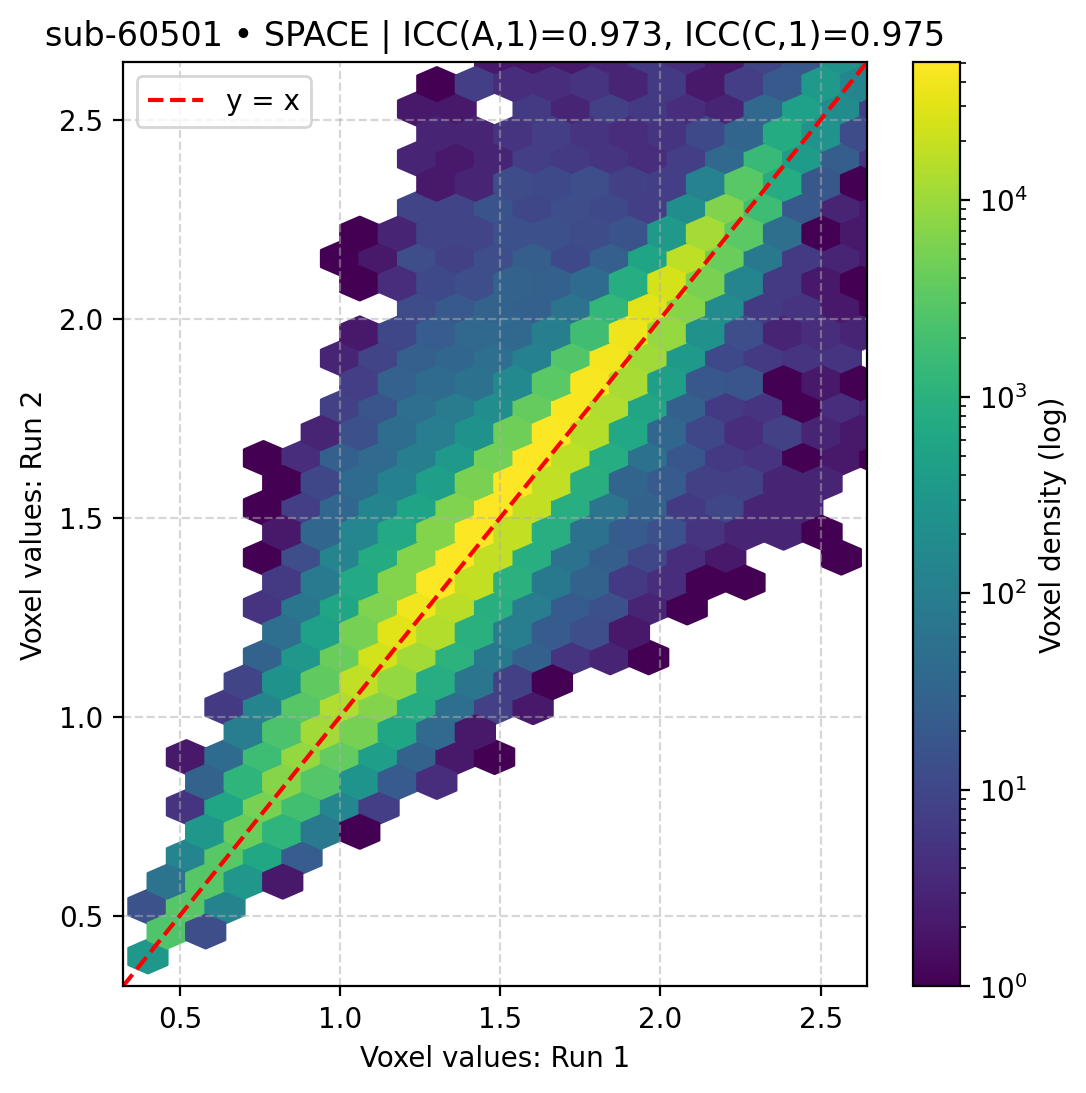 sub-60501 • SPACE | ICC(A,1)=0.973, ICC(C,1)=0.975
y = x
2.5
2.0
1.5
1.0
0.5
Voxel values: Run 2
0.5 1.0 1.5 2.0 2.5
Voxel values: Run 1
10⁴
10³
10²
10¹
10⁰
Voxel density (log)